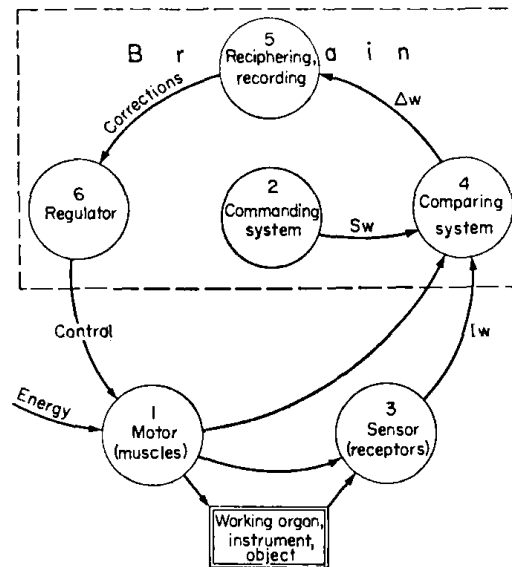 B r a i n
5
Reciphering,
recording
Corrections
Δw
6
Regulator
2
Commanding
system
4
Comparing
system
Sw
Control
Iw
Energy
1
Motor
(muscles)
3
Sensor
(receptors)
Working organ,
instrument,
object